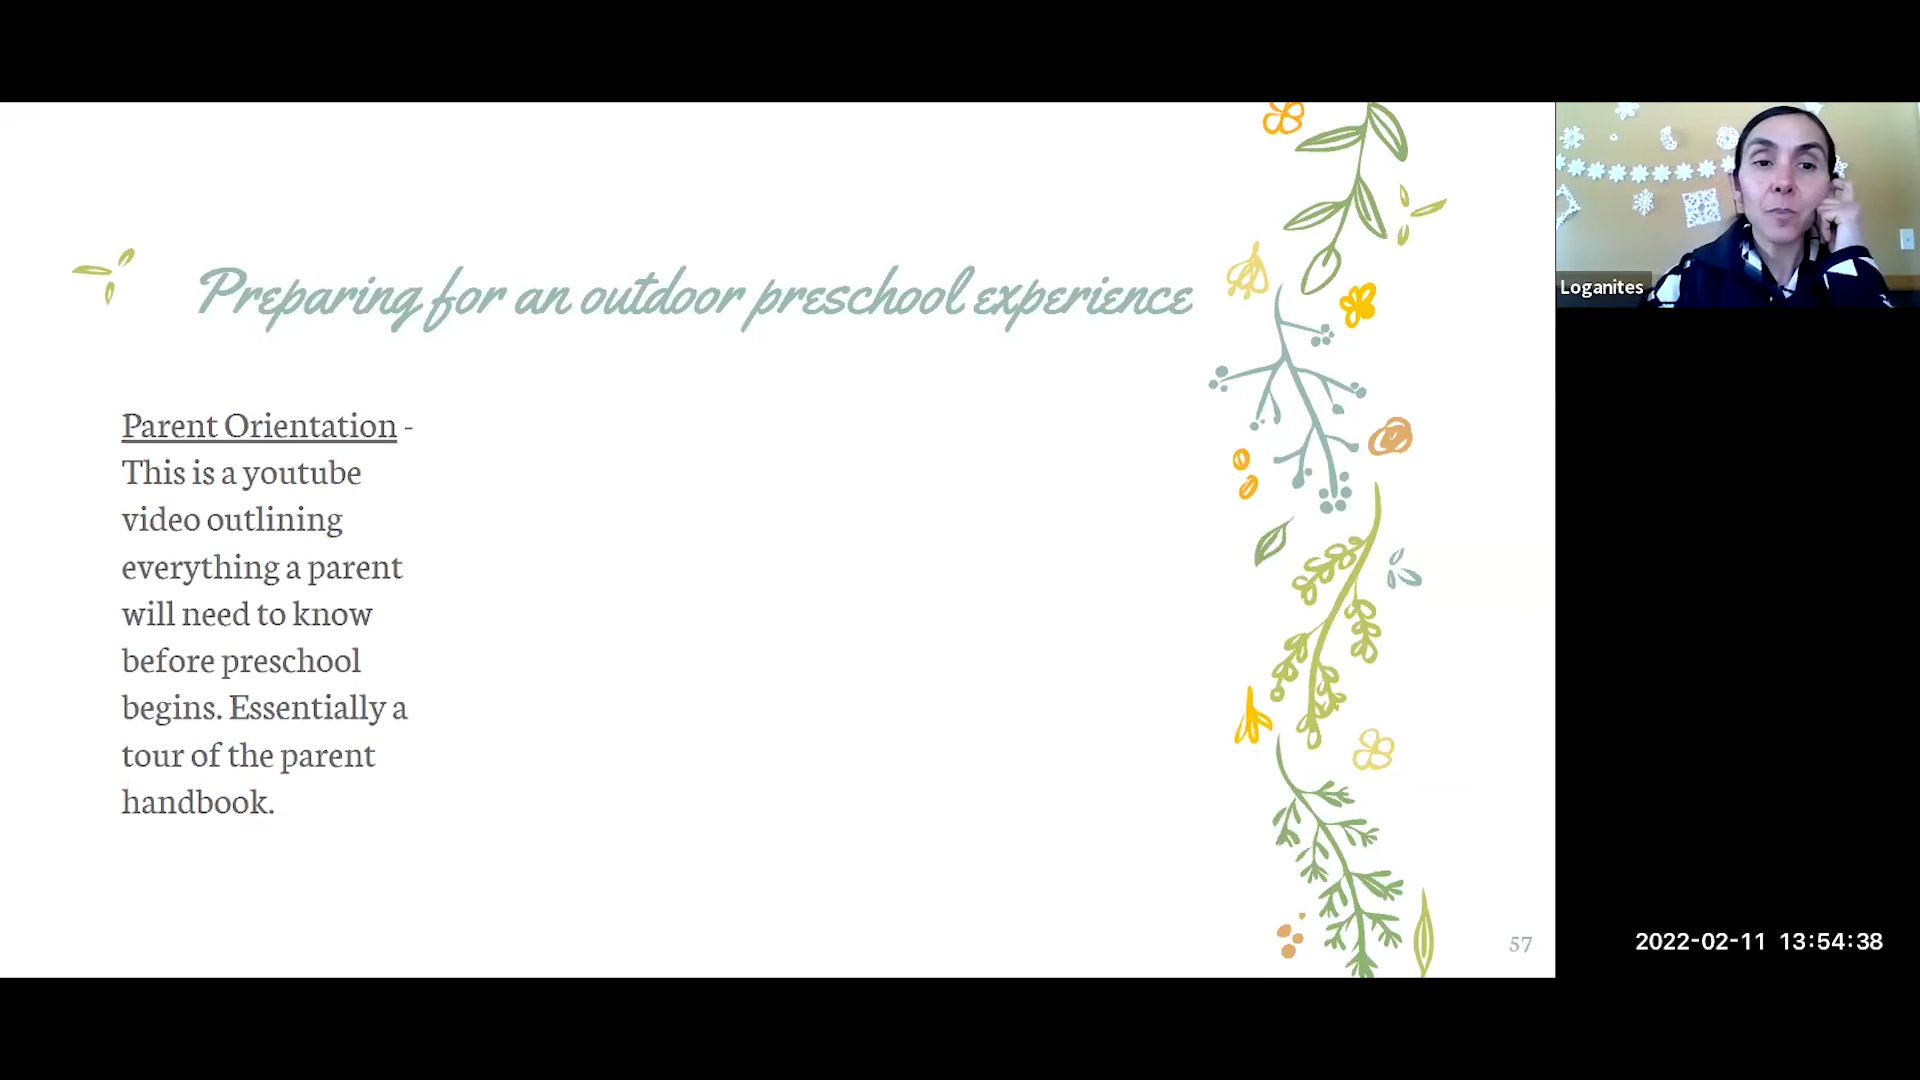 Preparing for an outdoor preschool experience
Parent Orientation -
This is a youtube
video outlining
everything a parent
will need to know
before preschool
begins. Essentially a
tour of the parent
handbook.
57
Loganites
2022-02-11 13:54:38